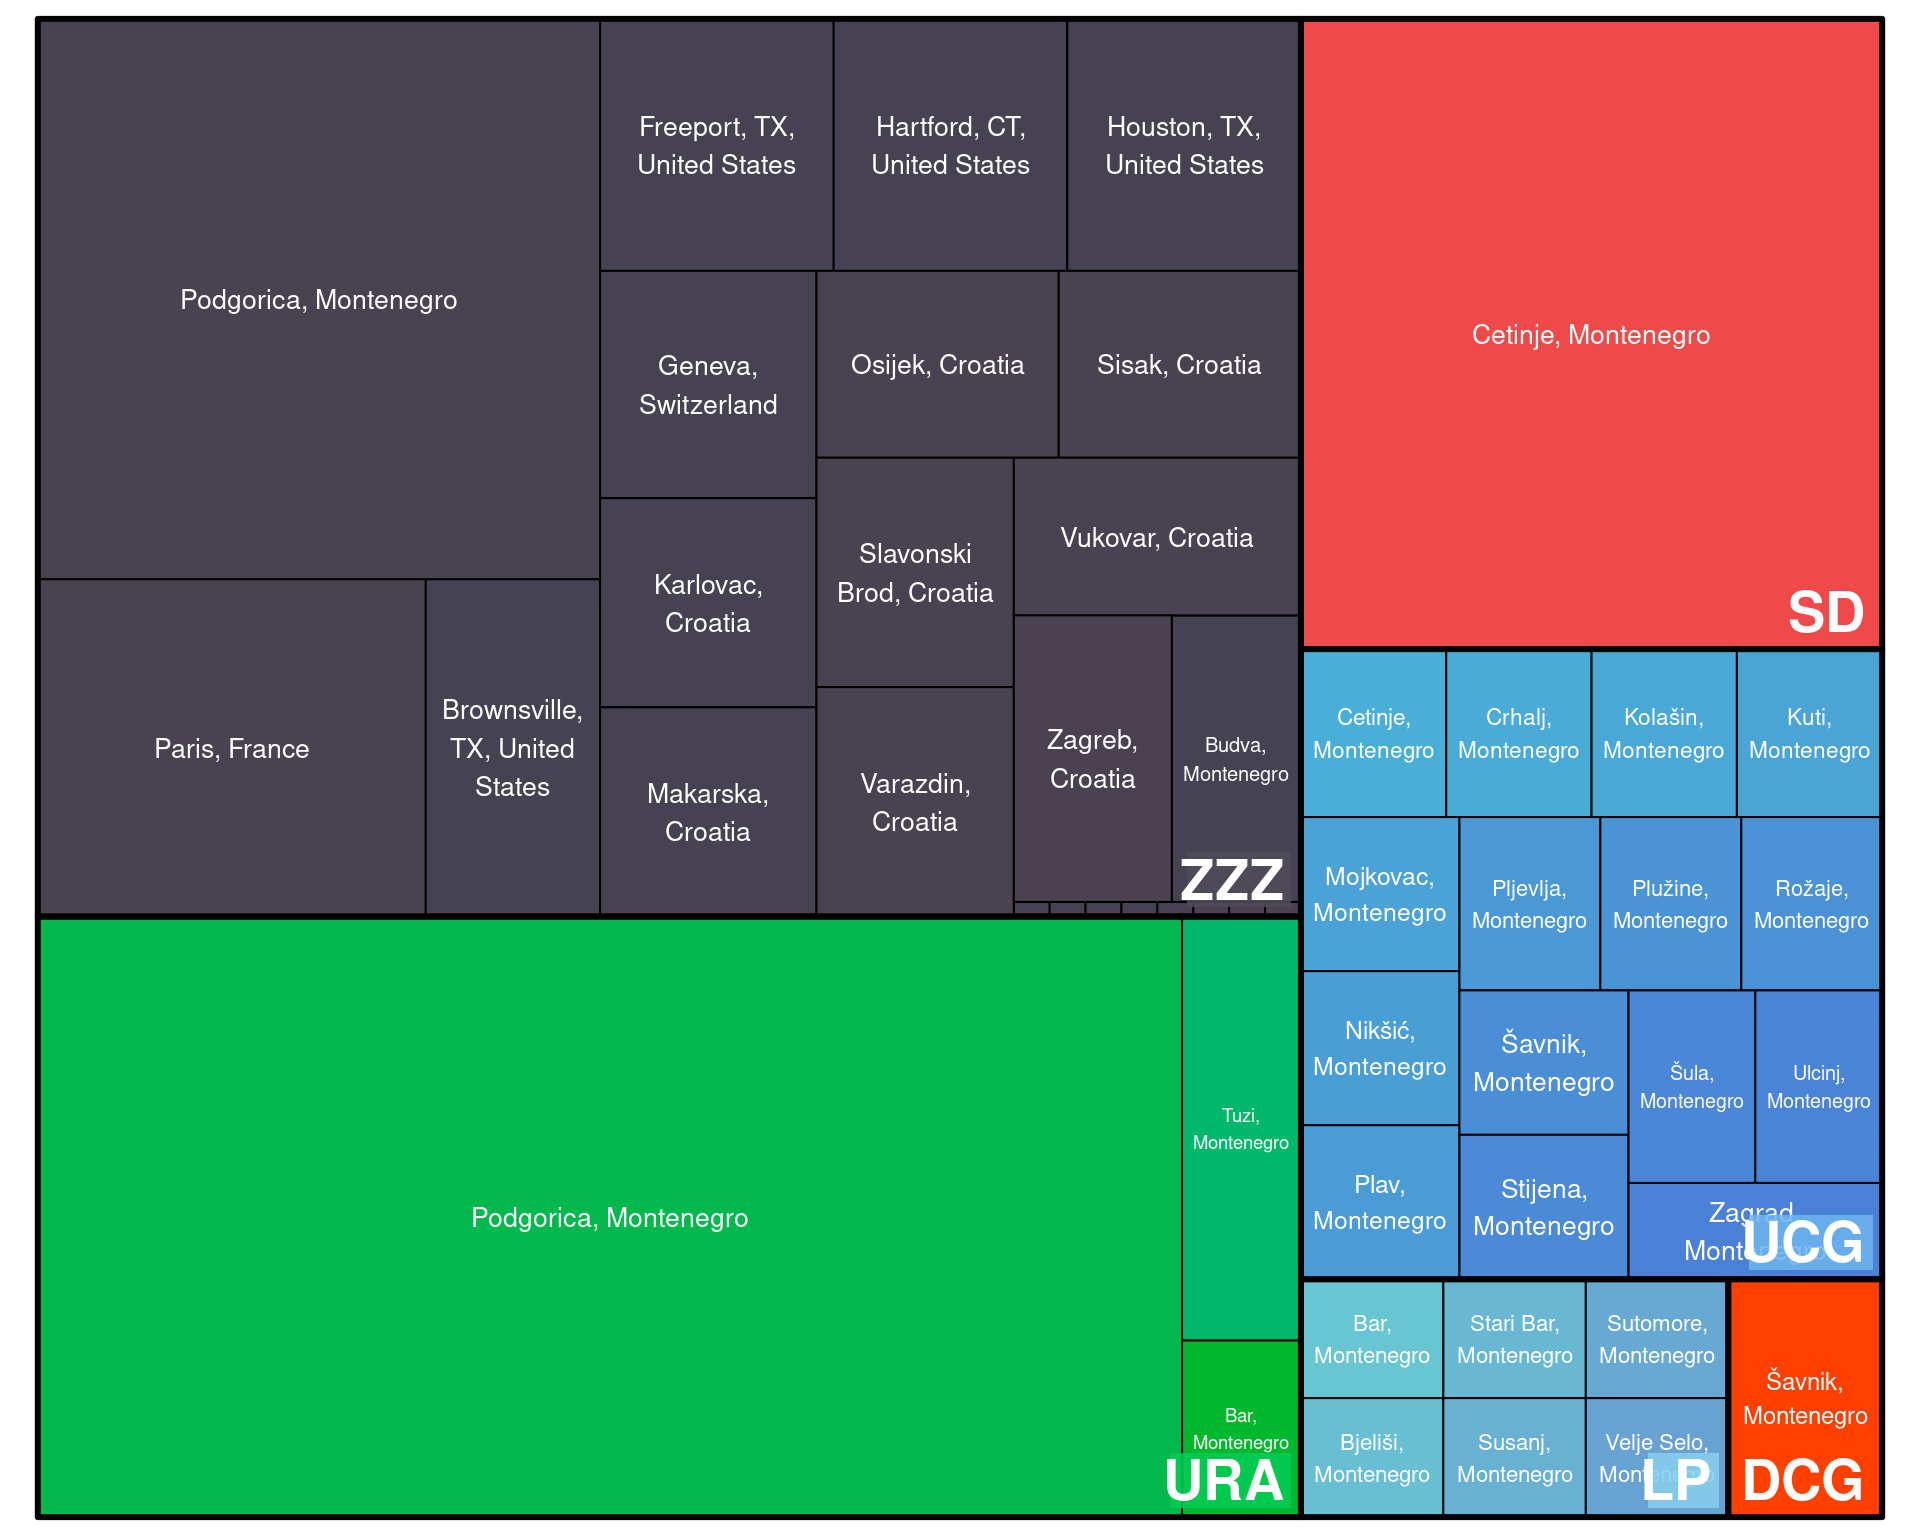 Podgorica, Montenegro
Paris, France
Brownsville,
TX, United
States
Freeport, TX,
United States
Hartford, CT,
United States
Houston, TX,
United States
Geneva,
Switzerland
Karlovac,
Croatia
Makarska,
Croatia
Osijek, Croatia
Sisak, Croatia
Slavonski
Brod, Croatia
Varazdin,
Croatia
Vukovar, Croatia
Zagreb,
Croatia
Budva,
Montenegro
ZZZ
Podgorica, Montenegro
Tuzi,
Montenegro
Bar,
Montenegro
URA
Cetinje, Montenegro
SD
Cetinje,
Montenegro
Crhalj,
Montenegro
Kolašin,
Montenegro
Kuti,
Montenegro
Mojkovac,
Montenegro
Nikšić,
Montenegro
Plav,
Montenegro
Pljevlja,
Montenegro
Plužine,
Montenegro
Rožaje,
Montenegro
Šavnik,
Montenegro
Stijena,
Montenegro
Šula,
Montenegro
Ulcinj,
Montenegro
Zagrad,
Montenegro
UCG
Bar,
Montenegro
Bjeliši,
Montenegro
Stari Bar,
Montenegro
Susanj,
Montenegro
Sutomore,
Montenegro
Velje Selo,
Montenegro
LP
Šavnik,
Montenegro
DCG